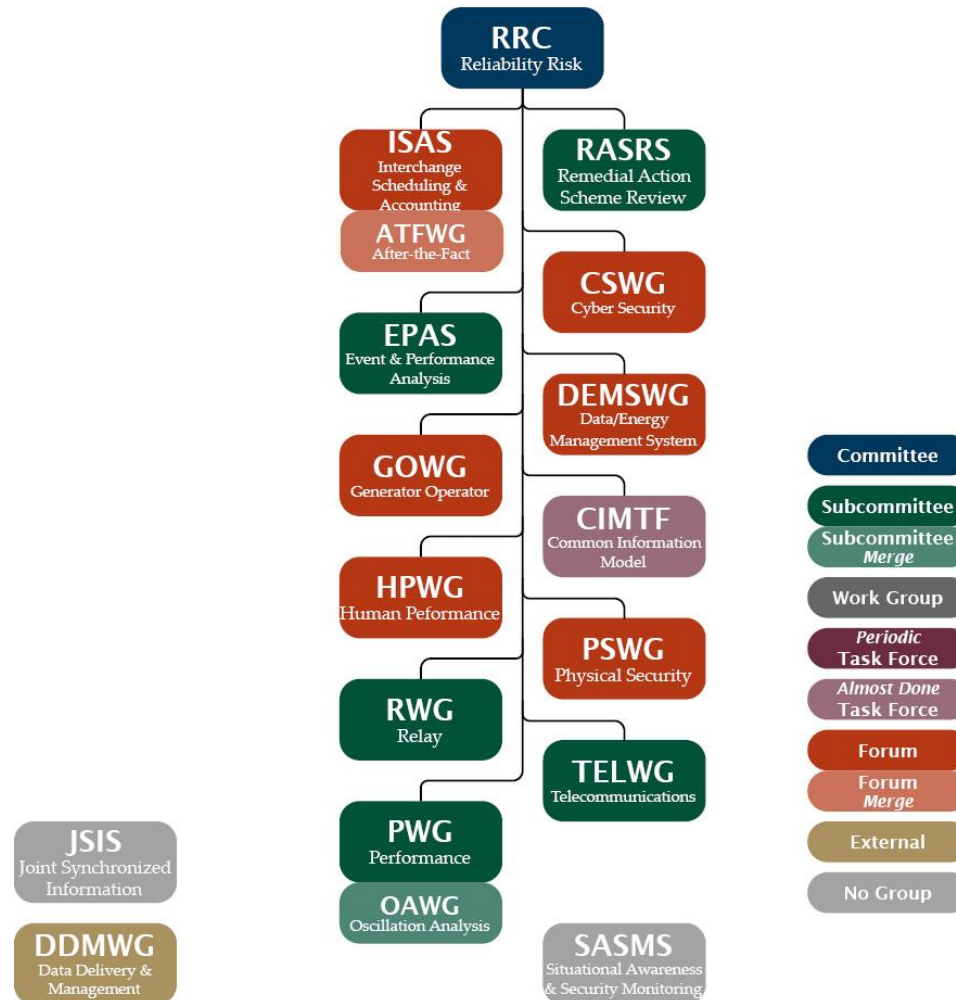 RRC
Reliability Risk
ISAS
Interchange
Scheduling &
Accounting
ATFWG
After-the-Fact
RASRS
Remedial Action
Scheme Review
CSWG
Cyber Security
EPAS
Event & Performance
Analysis
DEMSWG
Data/Energy
Management System
GOWG
Generator Operator
CIMTF
Common Information
Model
HPWG
Human Peformance
PSWG
Physical Security
RWG
Relay
TELWG
Telecommunications
PWG
Performance
OAWG
Oscillation Analysis
JSIS
Joint Synchronized
Information
DDMWG
Data Delivery &
Management
SASMS
Situational Awareness
& Security Monitoring
Committee
Subcommittee
Subcommittee
Merge
Work Group
Periodic
Task Force
Almost Done
Task Force
Forum
Forum
Merge
External
No Group